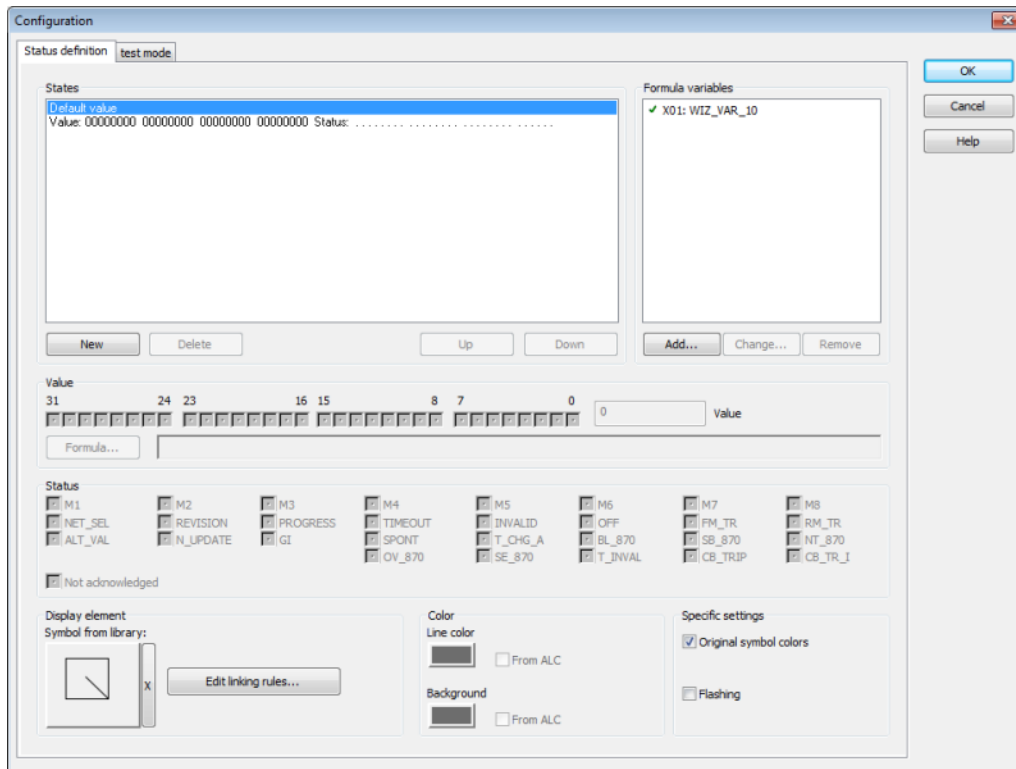 Configuration
Status definition test mode
States
Default value
Value: 00000000 00000000 00000000 00000000 Status: . . . . . . . . . . . . . . . . . . . . . . . . . . . . . .
New Delete Up Down
Formula variables
X01: WIZ_VAR_10
Add... Change... Remove
OK
Cancel
Help
Value
31 24 23 16 15 8 7 0
0 Value
Formula...
Status
M1 M2 M3 M4 M5 M6 M7 M8
NET_SEL REVISION PROGRESS TIMEOUT INVALID OFF FM_TR RM_TR
ALT_VAL N_UPDATE GI SPONT T_CHG_A BL_870 SB_870 NT_870
OV_870 SE_870 T_INVAL CB_TRIP CB_TR_I
Not acknowledged
Display element
Symbol from library:
X
Edit linking rules...
Color
Line color
From ALC
Background
From ALC
Specific settings
Original symbol colors
Flashing